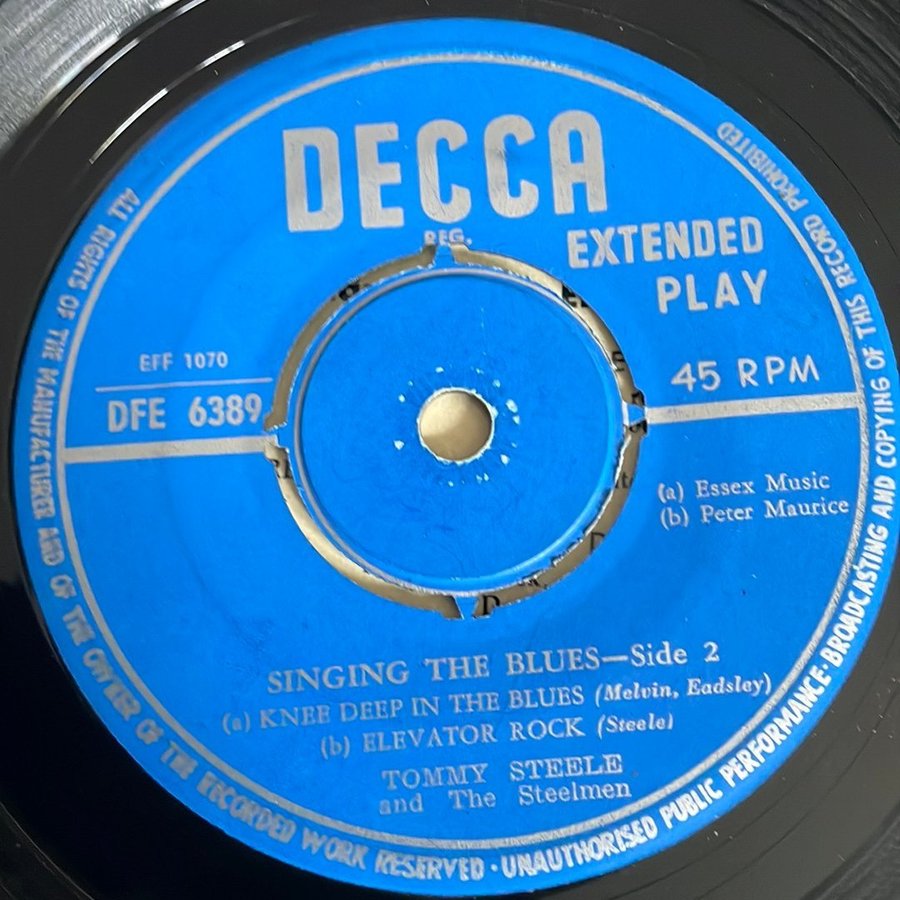 DECCA
REG.
EXTENDED
PLAY
EFF 1070
DFE 6389
45 RPM
(a) Essex Music
(b) Peter Maurice
SINGING THE BLUES—Side 2
(a) KNEE DEEP IN THE BLUES (Melvin, Eadsley)
(b) ELEVATOR ROCK (Steele)
TOMMY STEELE
and The Steelmen
ALL RIGHTS OF THE MANUFACTURER AND OF THE OWNER OF THE RECORDED WORK RESERVED · UNAUTHORISED PUBLIC PERFORMANCE · BROADCASTING AND COPYING OF THIS RECORD PROHIBITED